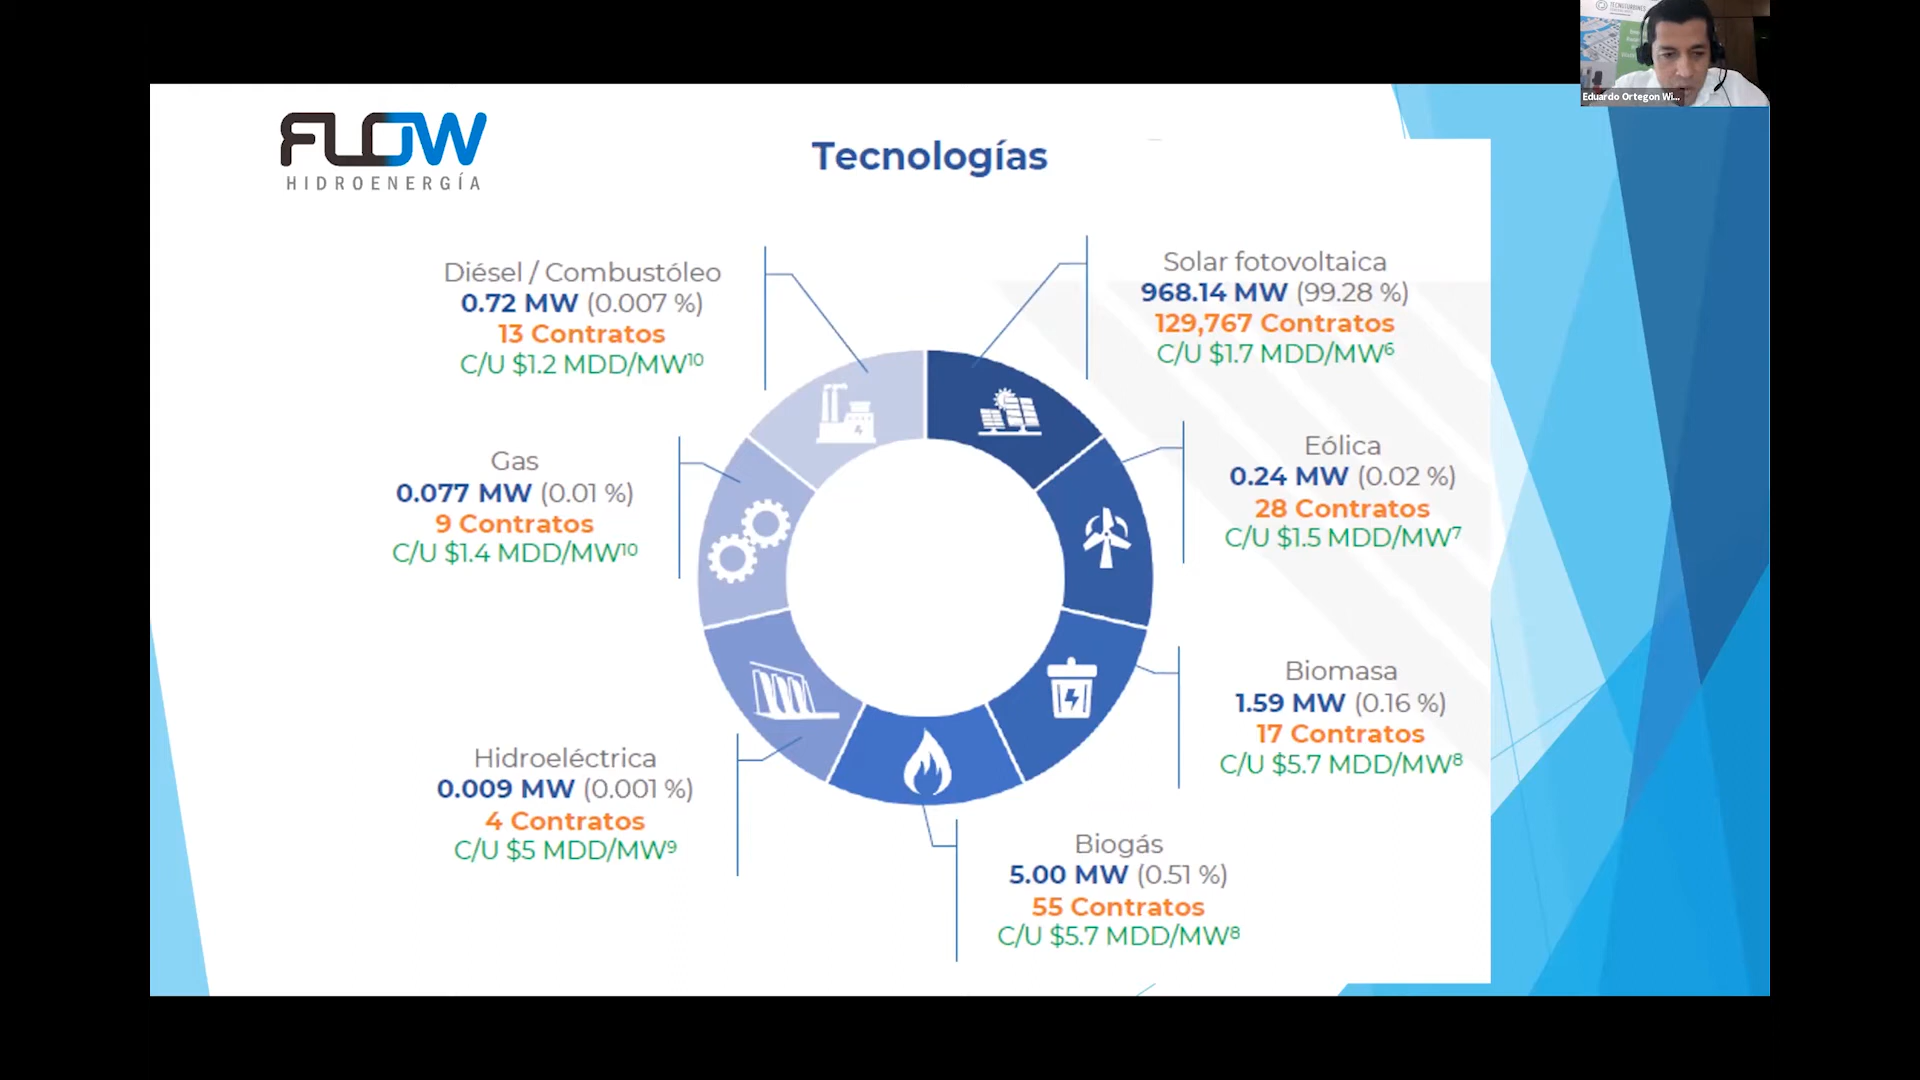 TECNOTURBINES
Eduardo Ortegon Wi...
FLOW
HIDROENERGÍA
Tecnologías
Diésel / Combustóleo
0.72 MW (0.007 %)
13 Contratos
C/U $1.2 MDD/MW¹⁰
Solar fotovoltaica
968.14 MW (99.28 %)
129,767 Contratos
C/U $1.7 MDD/MW⁶
Gas
0.077 MW (0.01 %)
9 Contratos
C/U $1.4 MDD/MW¹⁰
Eólica
0.24 MW (0.02 %)
28 Contratos
C/U $1.5 MDD/MW⁷
Hidroeléctrica
0.009 MW (0.001 %)
4 Contratos
C/U $5 MDD/MW⁹
Biomasa
1.59 MW (0.16 %)
17 Contratos
C/U $5.7 MDD/MW⁸
Biogás
5.00 MW (0.51 %)
55 Contratos
C/U $5.7 MDD/MW⁸